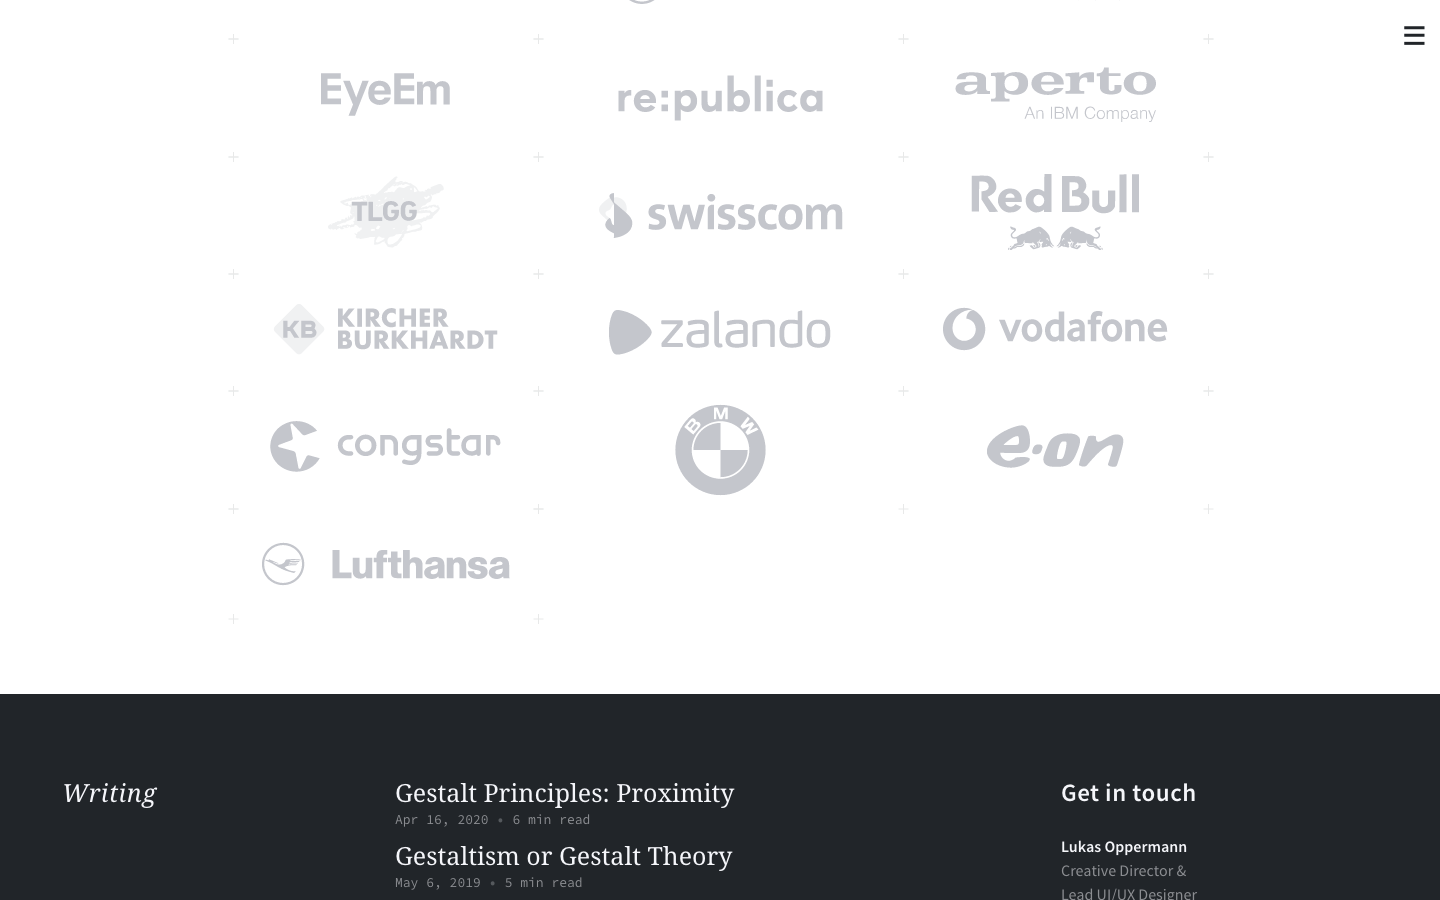 EyeEm
re:publica
aperto
An IBM Company
TLGG
swisscom
Red Bull
KB
KIRCHER
BURKHARDT
zalando
vodafone
congstar
BMW
e·on
Lufthansa
Writing
Gestalt Principles: Proximity
Apr 16, 2020 • 6 min read
Gestaltism or Gestalt Theory
May 6, 2019 • 5 min read
Get in touch
Lukas Oppermann
Creative Director &
Lead UI/UX Designer